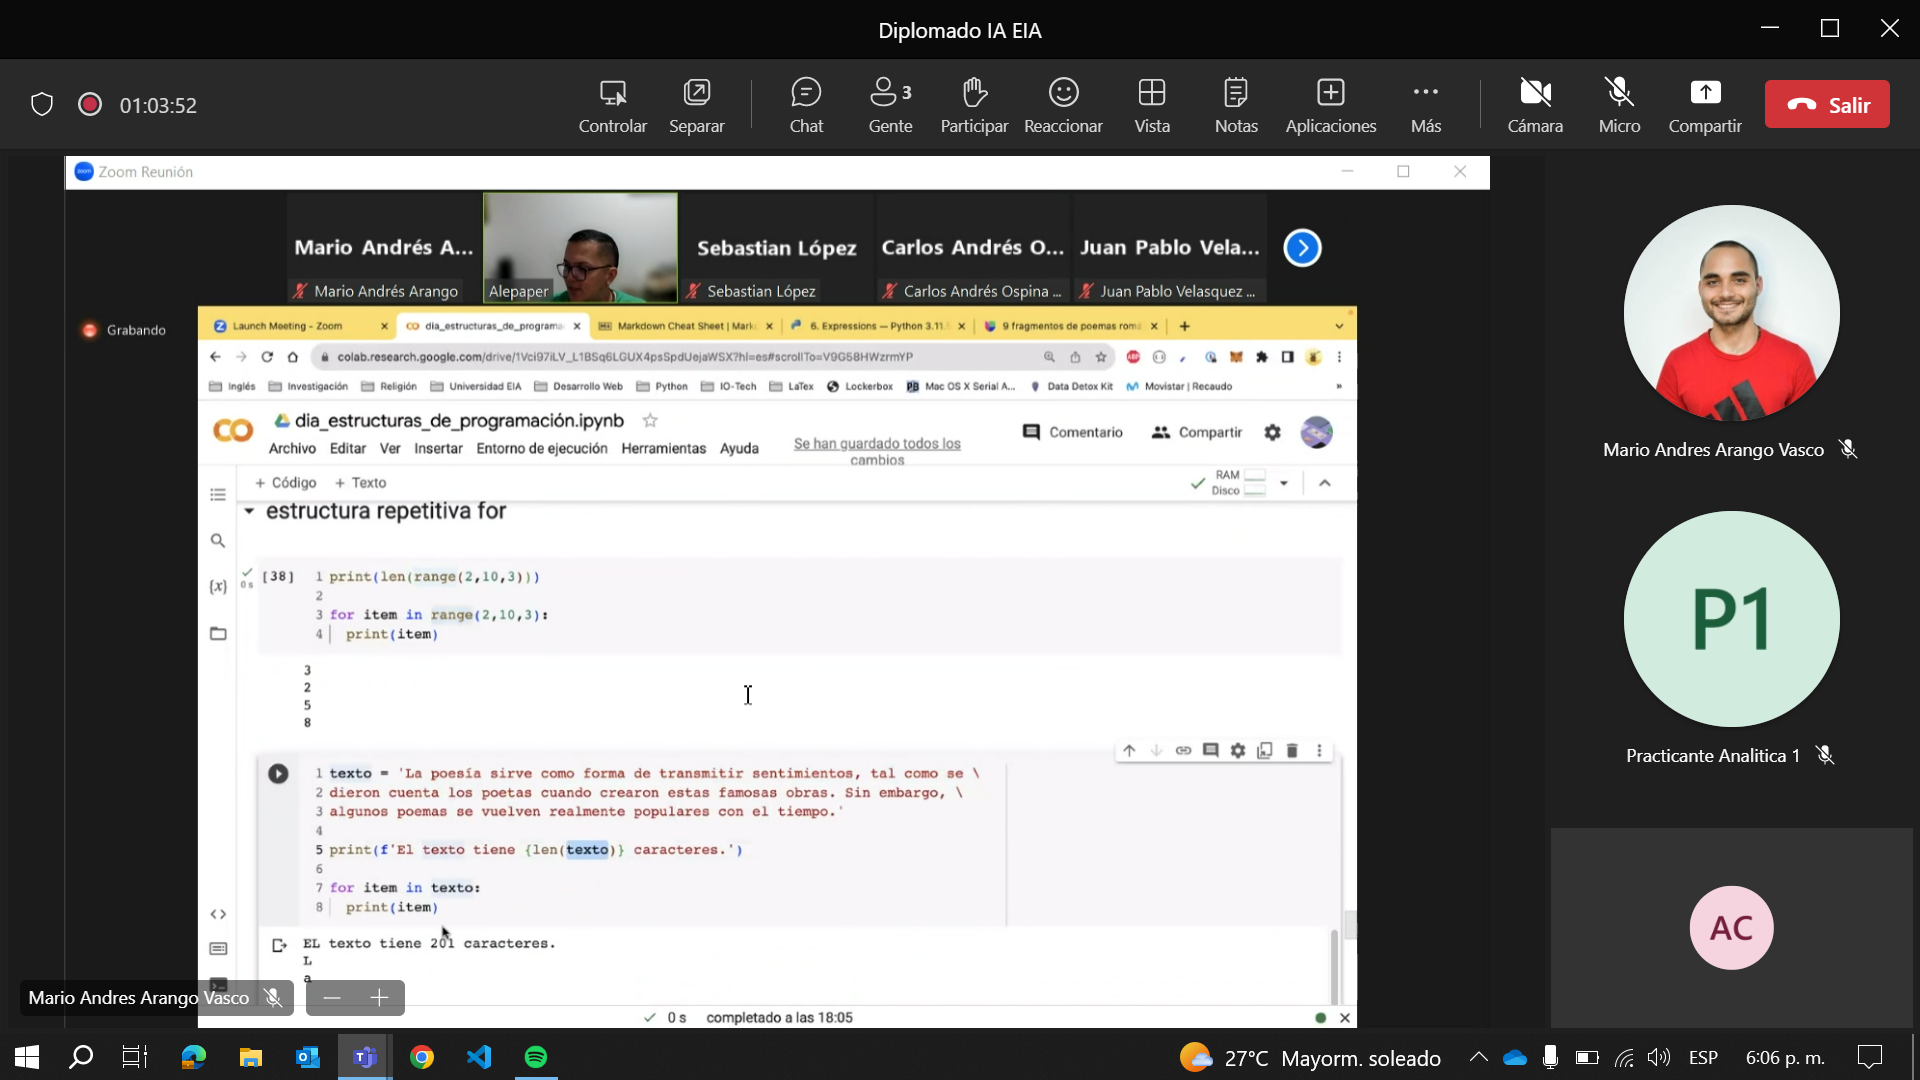 Diplomado IA EIA
01:03:52
Controlar
Separar
Chat
3
Gente
Participar
Reaccionar
Vista
Notas
Aplicaciones
Más
Cámara
Micro
Compartir
Salir
zoom Zoom Reunión
Mario Andrés A...
Sebastian López
Carlos Andrés O...
Juan Pablo Vela...
Mario Andrés Arango
Alepaper
Sebastian López
Carlos Andrés Ospina ...
Juan Pablo Velasquez ...
Grabando
Launch Meeting - Zoom
dia_estructuras_de_programa
Markdown Cheat Sheet | Mark
6. Expressions — Python 3.11.
9 fragmentos de poemas romá
colab.research.google.com/drive/1Vci97iLV_L1BSq6LGUX4psSpdUejaWSX?hl=es#scrollTo=V9G58HWzrmYP
Inglés
Investigación
Religión
Universidad EIA
Desarrollo Web
Python
IO-Tech
LaTex
Lockerbox
Mac OS X Serial A...
Data Detox Kit
Movistar | Recaudo
»
dia_estructuras_de_programación.ipynb
Archivo Editar Ver Insertar Entorno de ejecución Herramientas Ayuda
Se han guardado todos los cambios
Comentario
Compartir
+ Código + Texto
RAM
Disco
estructura repetitiva for
0 s
[38]
1 print(len(range(2,10,3)))
2
3 for item in range(2,10,3):
4 print(item)
3
2
5
8
1 texto = 'La poesía sirve como forma de transmitir sentimientos, tal como se \
2 dieron cuenta los poetas cuando crearon estas famosas obras. Sin embargo, \
3 algunos poemas se vuelven realmente populares con el tiempo.'
4
5 print(f'El texto tiene {len(texto)} caracteres.')
6
7 for item in texto:
8 print(item)
EL texto tiene 201 caracteres.
L
a
0 s completado a las 18:05
Mario Andres Arango Vasco
Mario Andres Arango Vasco
P1
Practicante Analitica 1
AC
27°C Mayorm. soleado
ESP
6:06 p. m.